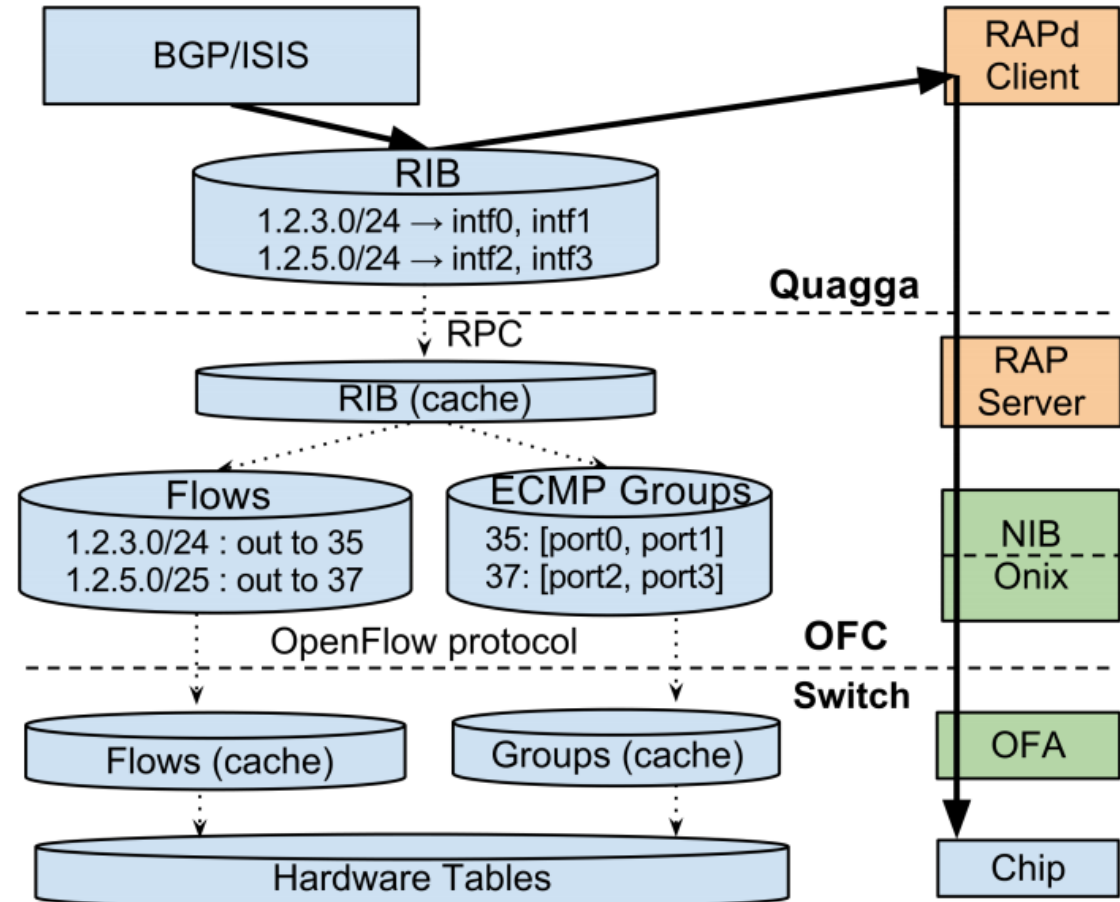 BGP/ISIS
RAPd
Client
RIB
1.2.3.0/24 → intf0, intf1
1.2.5.0/24 → intf2, intf3
Quagga
RPC
RAP
Server
RIB (cache)
Flows
1.2.3.0/24 : out to 35
1.2.5.0/25 : out to 37
ECMP Groups
35: [port0, port1]
37: [port2, port3]
NIB
Onix
OpenFlow protocol
OFC
Switch
Flows (cache)
Groups (cache)
OFA
Hardware Tables
Chip